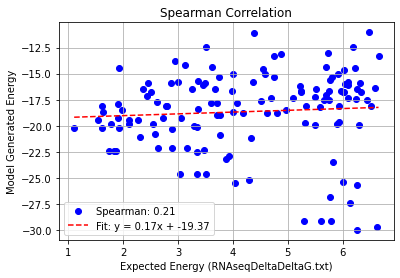 Spearman Correlation
Model Generated Energy
−12.5
−15.0
−17.5
−20.0
−22.5
−25.0
−27.5
−30.0
Spearman: 0.21
Fit: y = 0.17x + -19.37
1 2 3 4 5 6
Expected Energy (RNAseqDeltaDeltaG.txt)